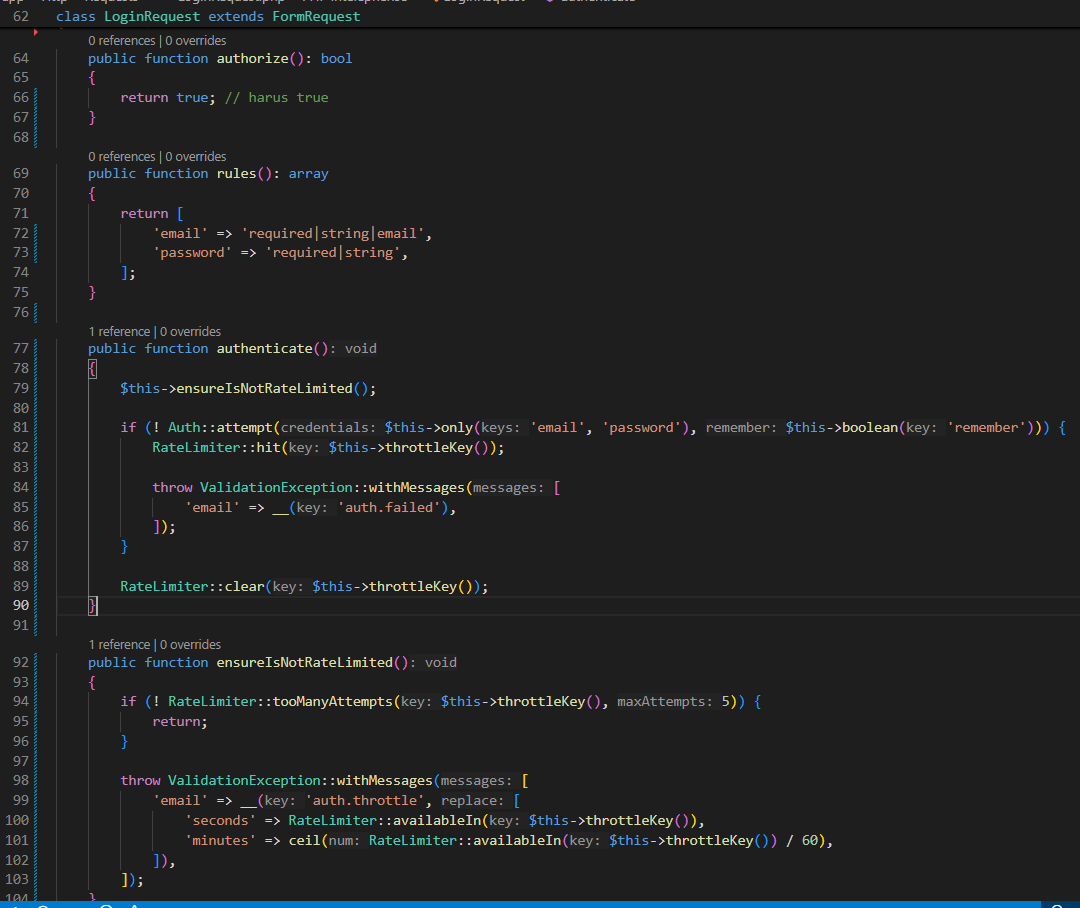 62 class LoginRequest extends FormRequest
0 references | 0 overrides
64 public function authorize(): bool
65 {
66 return true; // harus true
67 }
68
0 references | 0 overrides
69 public function rules(): array
70 {
71 return [
72 'email' => 'required|string|email',
73 'password' => 'required|string',
74 ];
75 }
76
1 reference | 0 overrides
77 public function authenticate(): void
78 {
79 $this->ensureIsNotRateLimited();
80
81 if (! Auth::attempt(credentials: $this->only(keys: 'email', 'password'), remember: $this->boolean(key: 'remember'))) {
82 RateLimiter::hit(key: $this->throttleKey());
83
84 throw ValidationException::withMessages(messages: [
85 'email' => __(key: 'auth.failed'),
86 ]);
87 }
88
89 RateLimiter::clear(key: $this->throttleKey());
90 }
91
1 reference | 0 overrides
92 public function ensureIsNotRateLimited(): void
93 {
94 if (! RateLimiter::tooManyAttempts(key: $this->throttleKey(), maxAttempts: 5)) {
95 return;
96 }
97
98 throw ValidationException::withMessages(messages: [
99 'email' => __(key: 'auth.throttle', replace: [
100 'seconds' => RateLimiter::availableIn(key: $this->throttleKey()),
101 'minutes' => ceil(num: RateLimiter::availableIn(key: $this->throttleKey()) / 60),
102 ]),
103 ]);
104 }